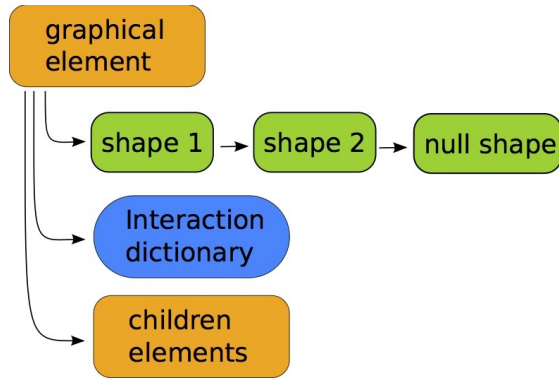 graphical
element
shape 1
shape 2
null shape
Interaction
dictionary
children
elements